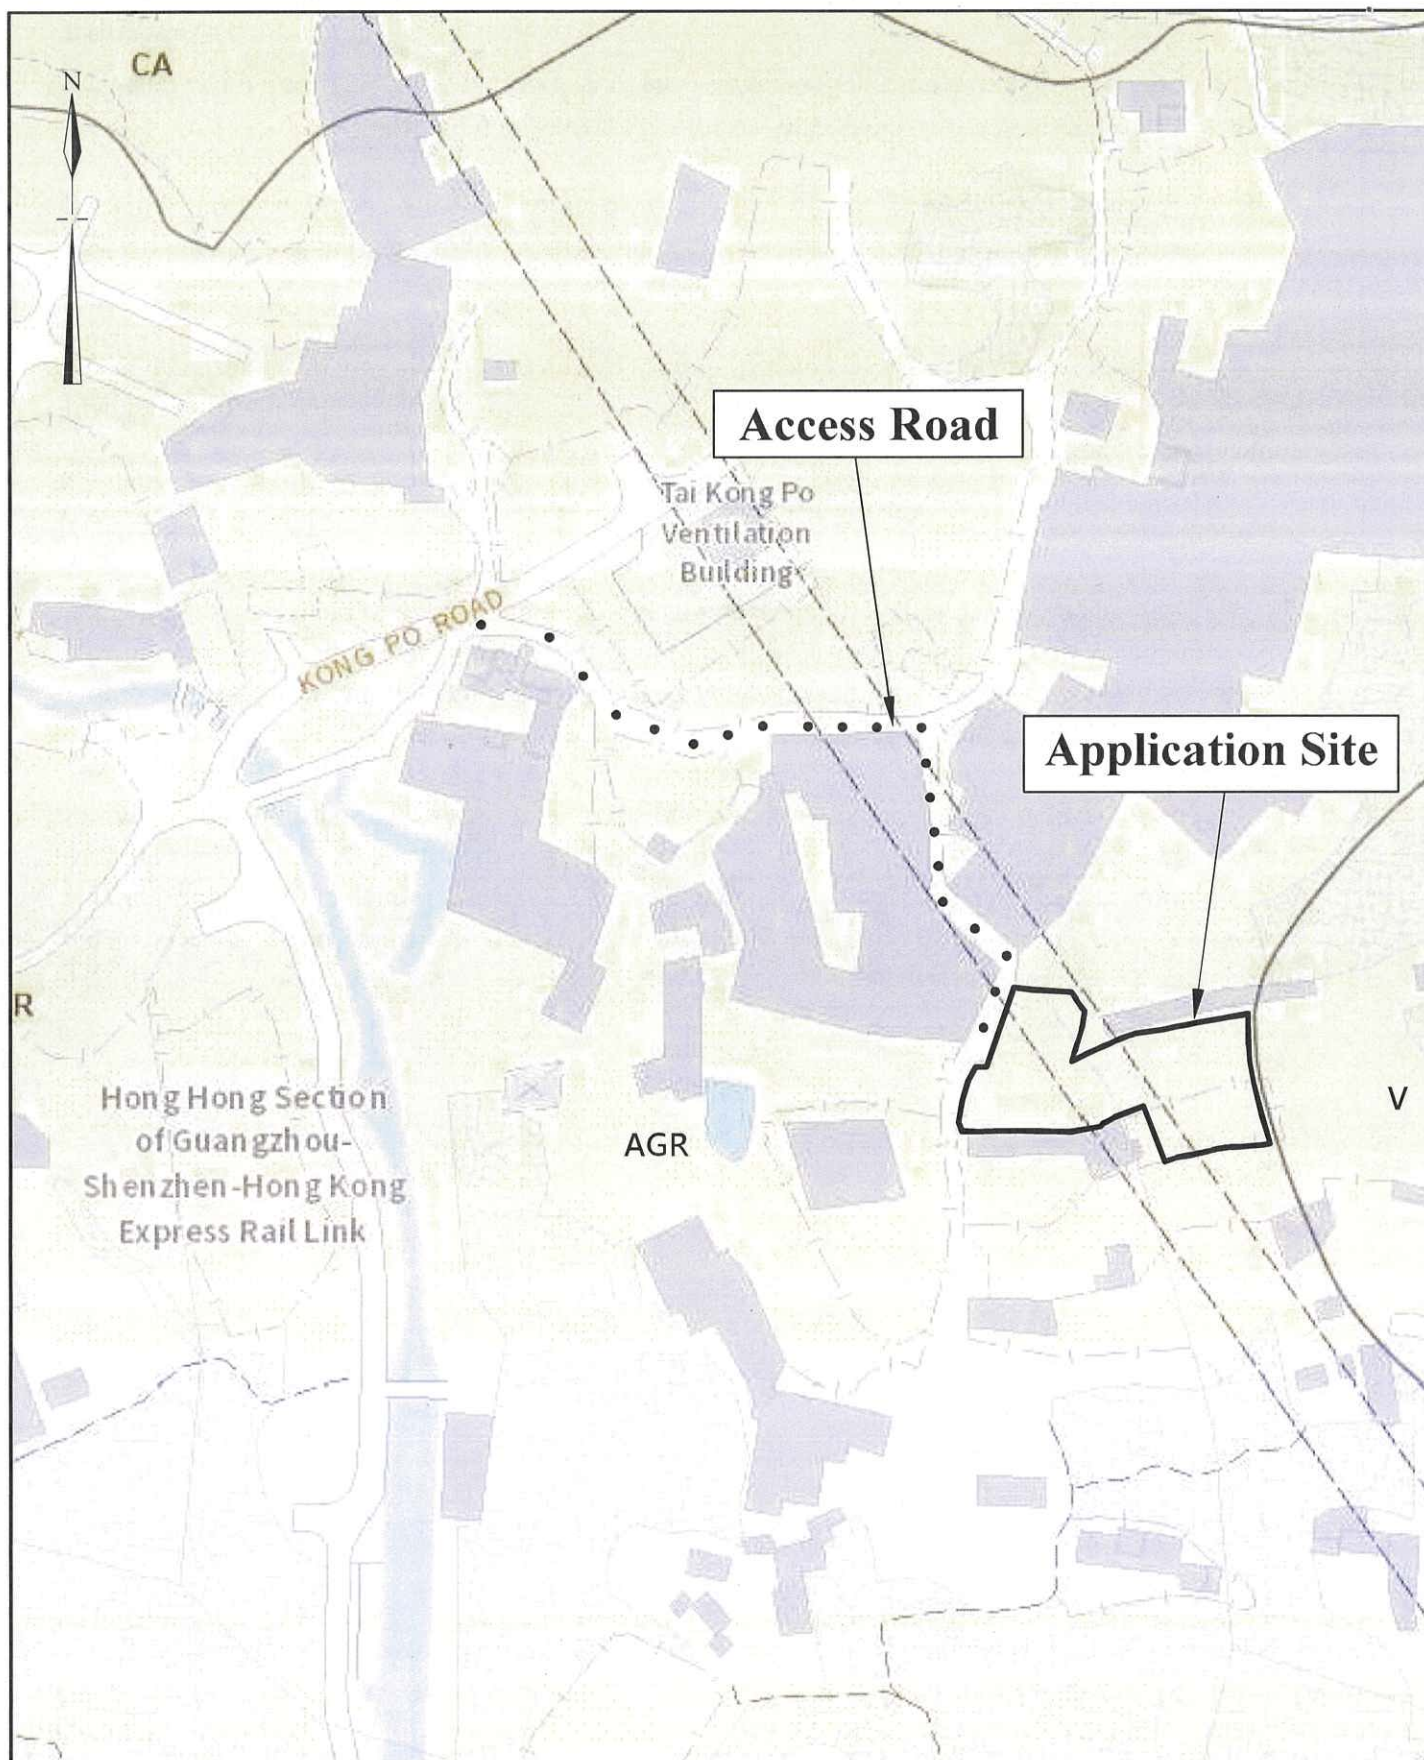 CA
N
Access Road
Tai Kong Po
Ventilation
Building
KONG PO ROAD
Application Site
R
Hong Hong Section
of Guangzhou-
Shenzhen-Hong Kong
Express Rail Link
AGR
V